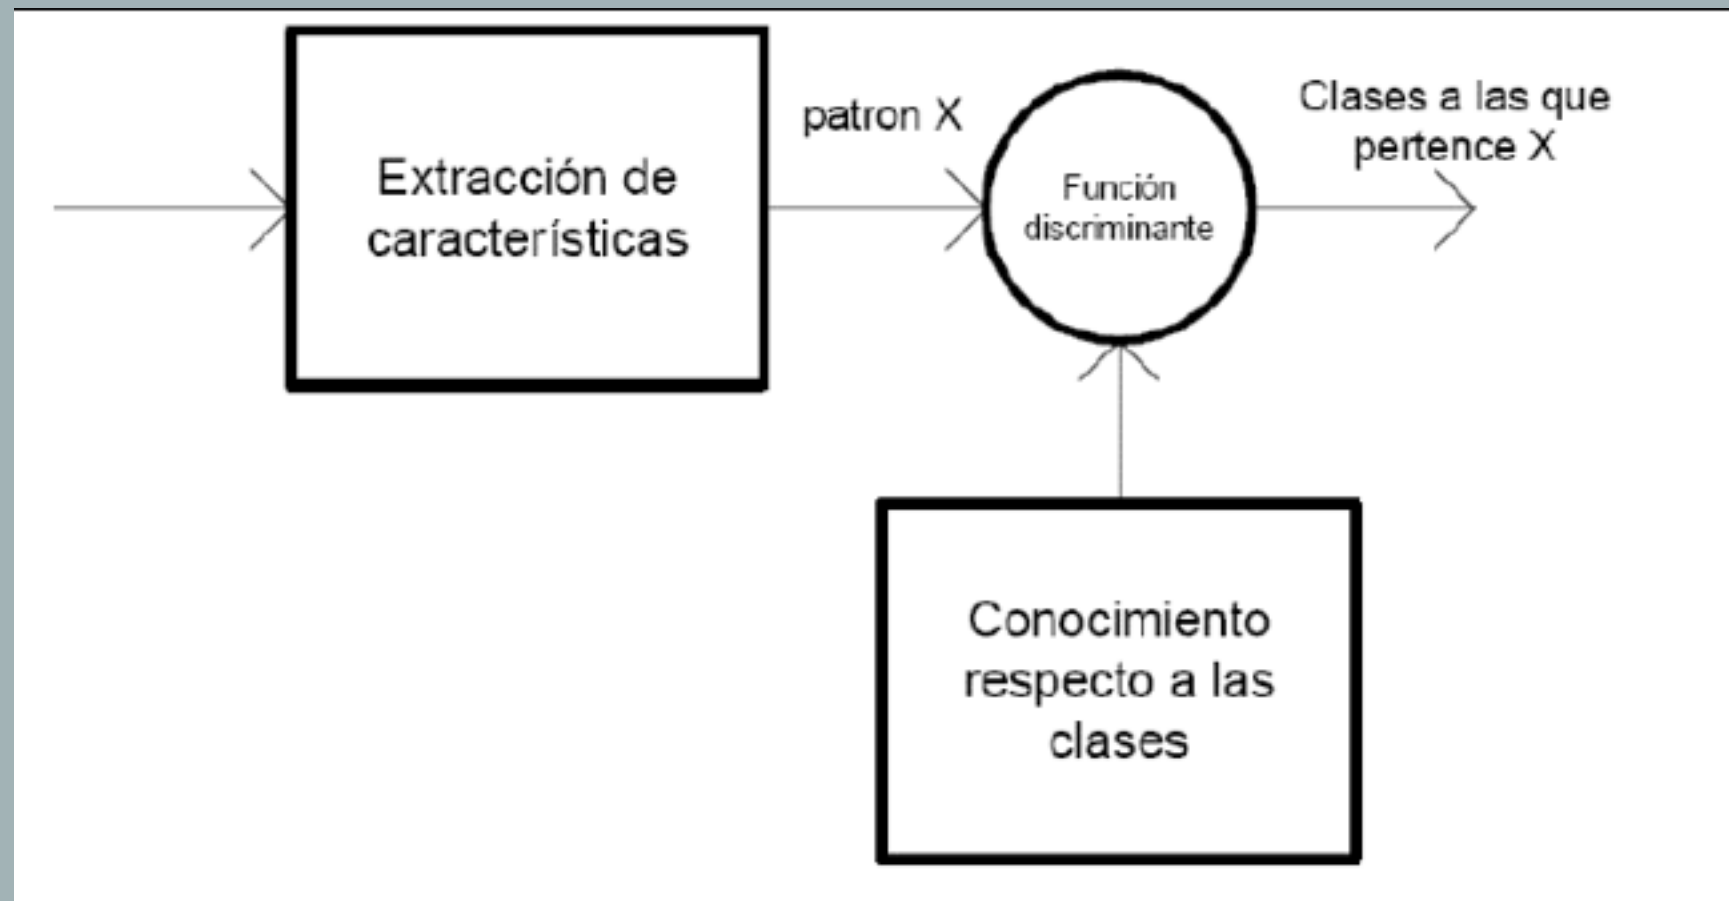 Extracción de
características
patron X
Función
discriminante
Clases a las que
pertence X
Conocimiento
respecto a las
clases